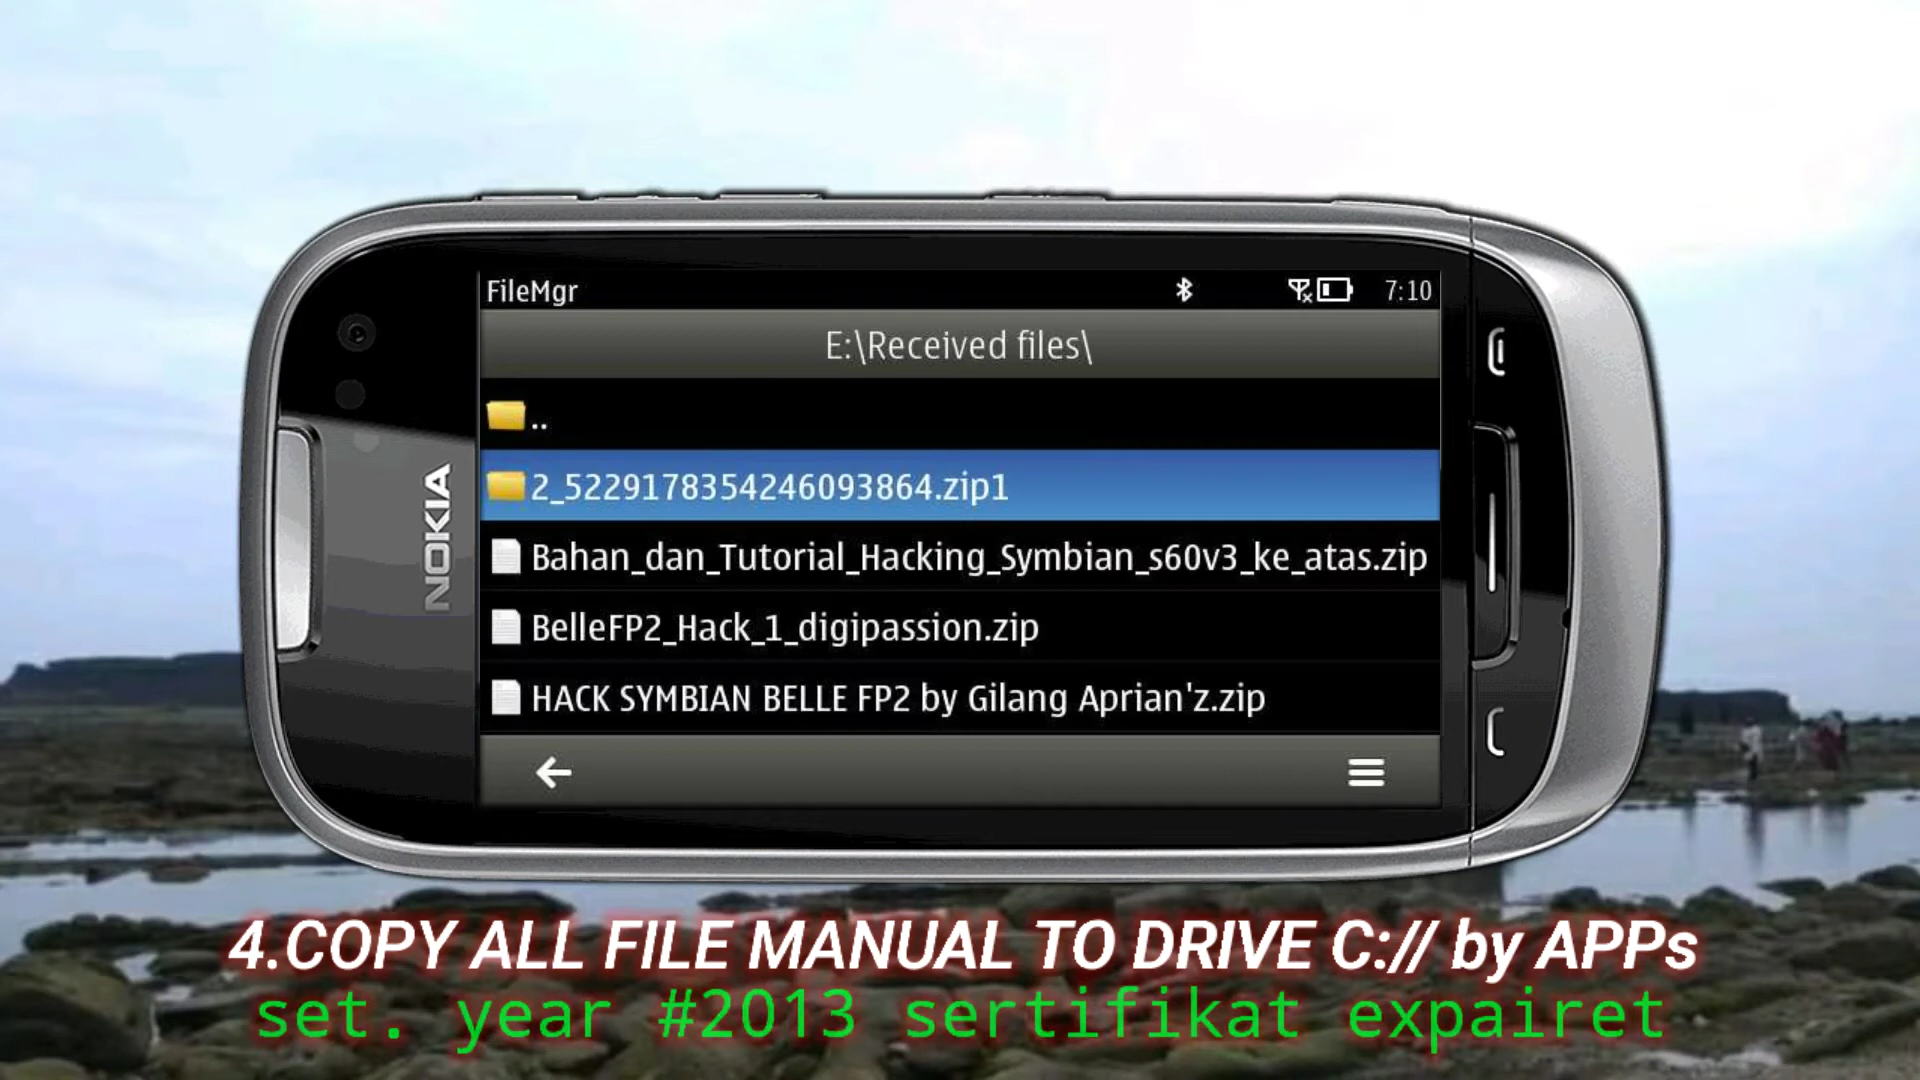 FileMgr 7:10
E:\Received files\
..
2_5229178354246093864.zip1
Bahan_dan_Tutorial_Hacking_Symbian_s60v3_ke_atas.zip
BelleFP2_Hack_1_digipassion.zip
HACK SYMBIAN BELLE FP2 by Gilang Aprian'z.zip
NOKIA
4.COPY ALL FILE MANUAL TO DRIVE C:// by APPs
set. year #2013 sertifikat expairet